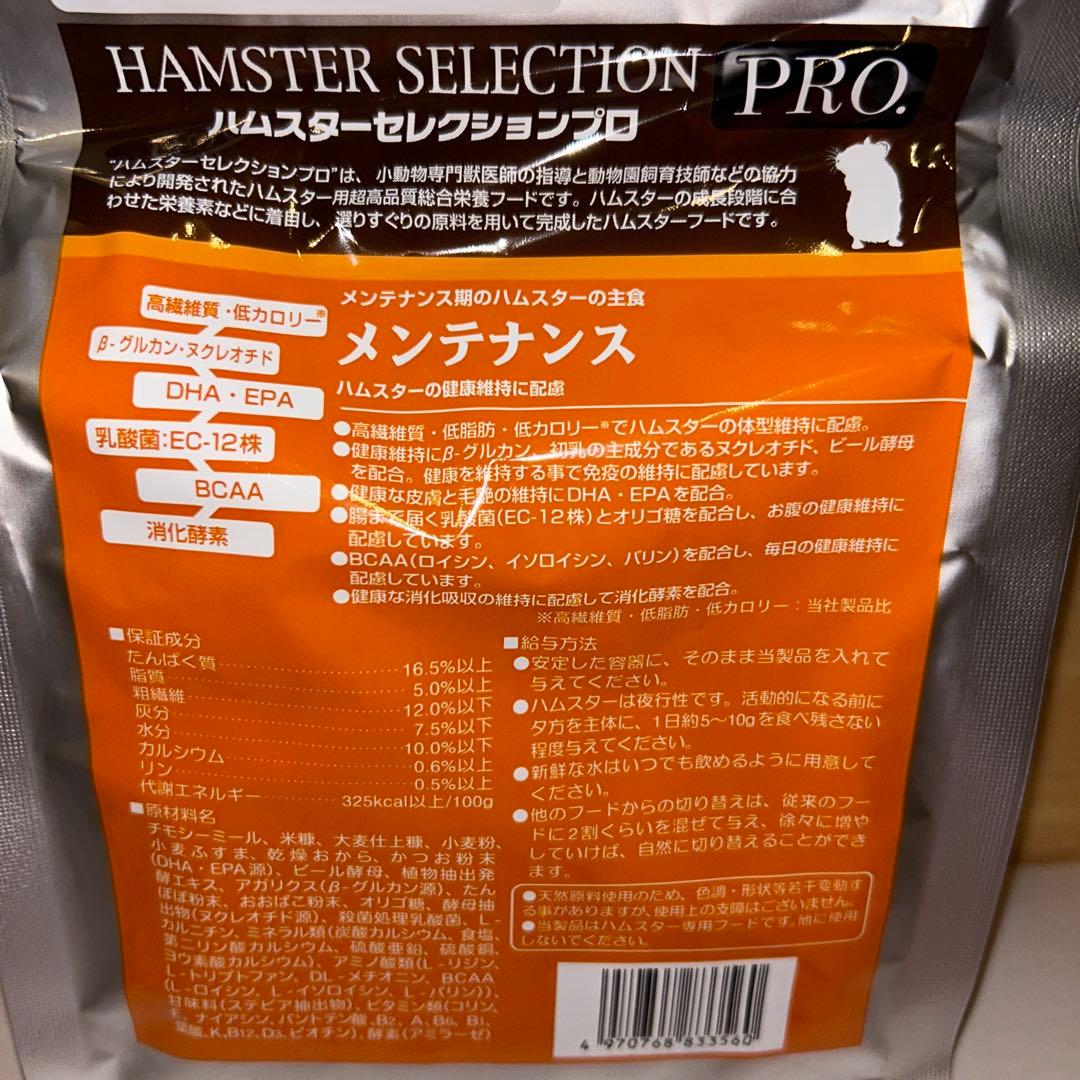 HAMSTER SELECTION PRO.
ハムスターセレクションプロ
"ハムスターセレクションプロ"は、小動物専門獣医師の指導と動物園飼育技師などの協力
により開発されたハムスター用超高品質総合栄養フードです。ハムスターの成長段階に合
わせた栄養素などに着目し、選りすぐりの原料を用いて完成したハムスターフードです。
高繊維質・低カロリー※
β-グルカン・ヌクレオチド
DHA・EPA
乳酸菌:EC-12株
BCAA
消化酵素
メンテナンス期のハムスターの主食
メンテナンス
ハムスターの健康維持に配慮
●高繊維質・低脂肪・低カロリー※でハムスターの体型維持に配慮。
●健康維持にβ-グルカン、初乳の主成分であるヌクレオチド、ビール酵母
を配合。健康を維持する事で免疫の維持に配慮しています。
●健康な皮膚と毛艶の維持にDHA・EPAを配合。
●腸まで届く乳酸菌(EC-12株)とオリゴ糖を配合し、お腹の健康維持に
配慮しています。
●BCAA(ロイシン、イソロイシン、バリン)を配合し、毎日の健康維持に
配慮しています。
●健康な消化吸収の維持に配慮して消化酵素を配合。
※高繊維質・低脂肪・低カロリー:当社製品比
■保証成分
たんぱく質 16.5%以上
脂質 5.0%以上
粗繊維 12.0%以下
灰分 7.5%以下
水分 10.0%以下
カルシウム 0.6%以上
リン 0.5%以上
代謝エネルギー 325kcal以上/100g
■原材料名
チモシーミール、米糠、大麦仕上糠、小麦粉、
小麦ふすま、乾燥おから、かつお粉末
(DHA・EPA源)、ビール酵母、植物抽出発
酵エキス、アガリクス(β-グルカン源)、たん
ぽぽ粉末、おおばこ粉末、オリゴ糖、酵母抽
出物(ヌクレオチド源)、殺菌処理乳酸菌、L-
カルニチン、ミネラル類(炭酸カルシウム、食塩、
第二リン酸カルシウム、硫酸亜鉛、硫酸銅、
ヨウ素酸カルシウム)、アミノ酸類(L-リジン、
L-トリプトファン、DL-メチオニン、BCAA
(L-ロイシン、L-イソロイシン、L-バリン))、
甘味料(ステビア抽出物)、ビタミン類(コリン、
E、ナイアシン、パントテン酸、B2、A、B6、B1、
葉酸、K、B12、D3、ビオチン)、酵素(アミラーゼ)
■給与方法
●安定した容器に、そのまま当製品を入れて
与えてください。
●ハムスターは夜行性です。活動的になる前に
夕方を主体に、1日約5～10gを食べ残さない
程度与えてください。
●新鮮な水はいつでも飲めるように用意して
ください。
●他のフードからの切り替えは、従来のフー
ドに2割くらいを混ぜて与え、徐々に増や
していけば、自然に切り替えることができ
ます。
●天然原料使用のため、色調・形状等若干変動す
る事がありますが、使用上の支障はございません。
●当製品はハムスター専用フードです。他に使用
しないでください。
4 970768 833560